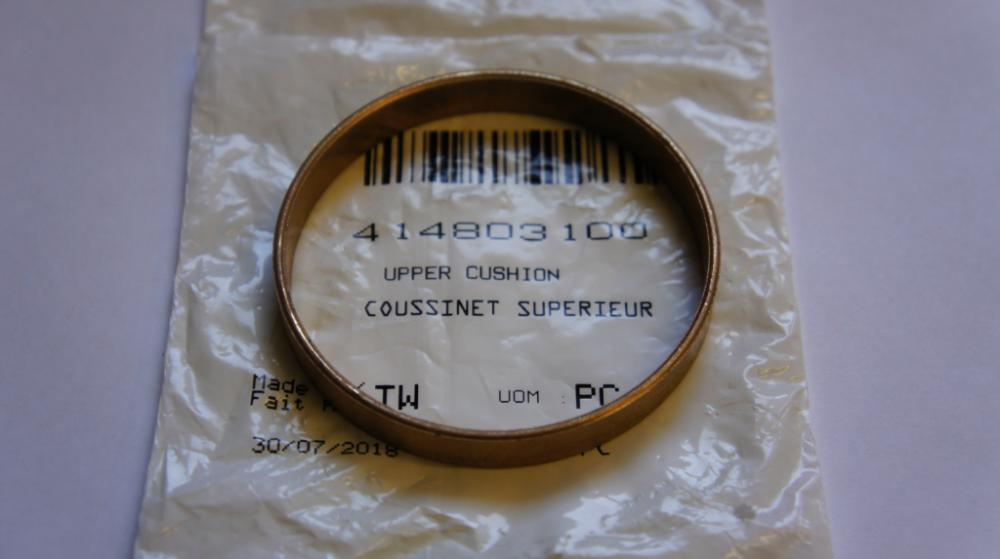 414803100
UPPER CUSHION
COUSSINET SUPERIEUR
Made TW UOM : PC
Fait
30/07/2018